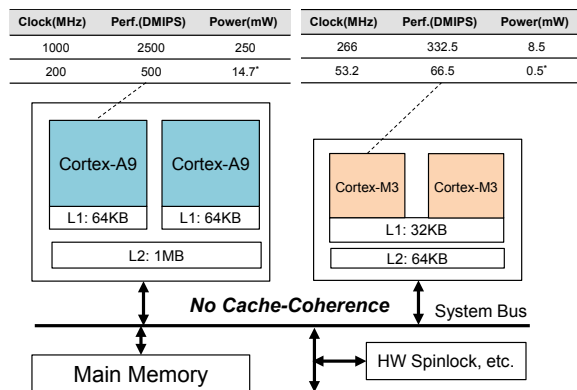 Clock(MHz) Perf.(DMIPS) Power(mW)
1000 2500 250
200 500 14.7*
Clock(MHz) Perf.(DMIPS) Power(mW)
266 332.5 8.5
53.2 66.5 0.5*
Cortex-A9 Cortex-A9
L1: 64KB L1: 64KB
L2: 1MB
Cortex-M3 Cortex-M3
L1: 32KB
L2: 64KB
No Cache-Coherence
System Bus
Main Memory
HW Spinlock, etc.